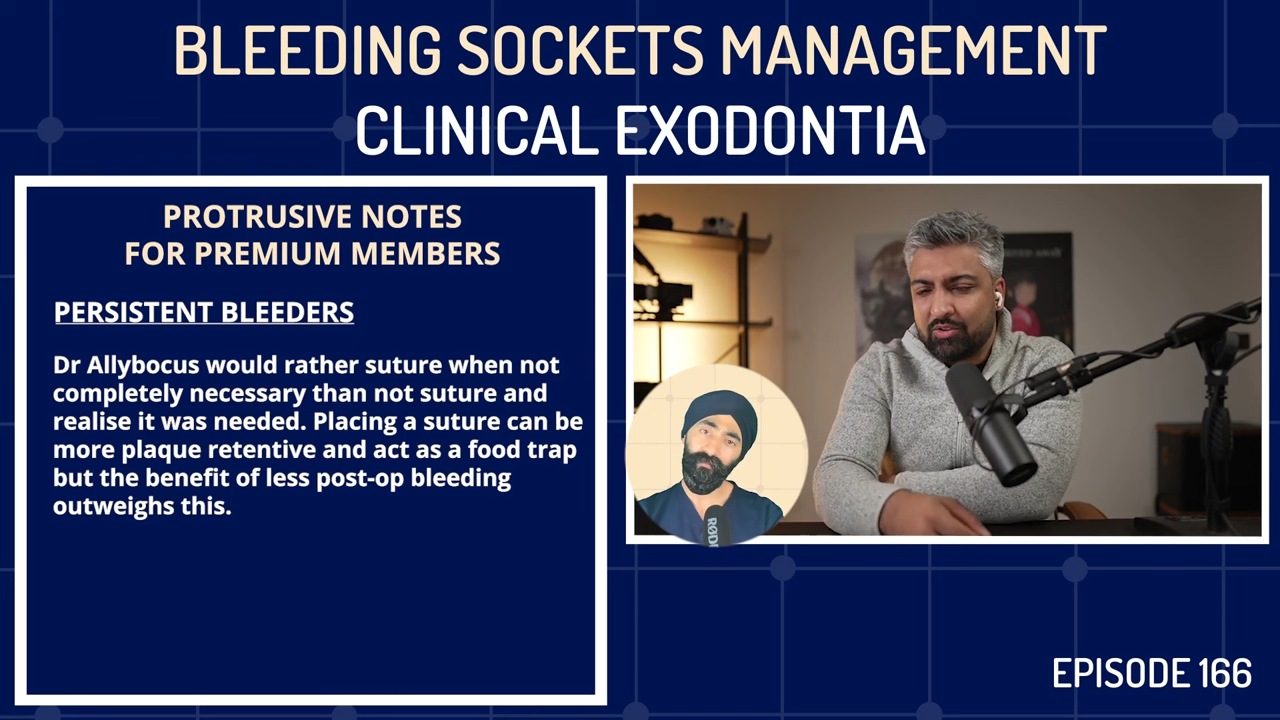 BLEEDING SOCKETS MANAGEMENT
CLINICAL EXODONTIA
PROTRUSIVE NOTES
FOR PREMIUM MEMBERS
PERSISTENT BLEEDERS
Dr Allybocus would rather suture when not
completely necessary than not suture and
realise it was needed. Placing a suture can be
more plaque retentive and act as a food trap
but the benefit of less post-op bleeding
outweighs this.
EPISODE 166